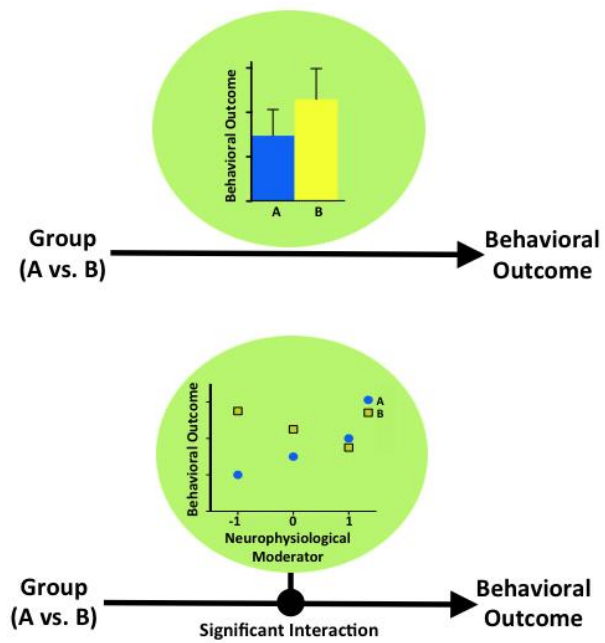 Behavioral Outcome
A B
Group
(A vs. B)
Behavioral
Outcome
Behavioral Outcome
A
B
-1 0 1
Neurophysiological
Moderator
Group
(A vs. B)
Behavioral
Outcome
Significant Interaction